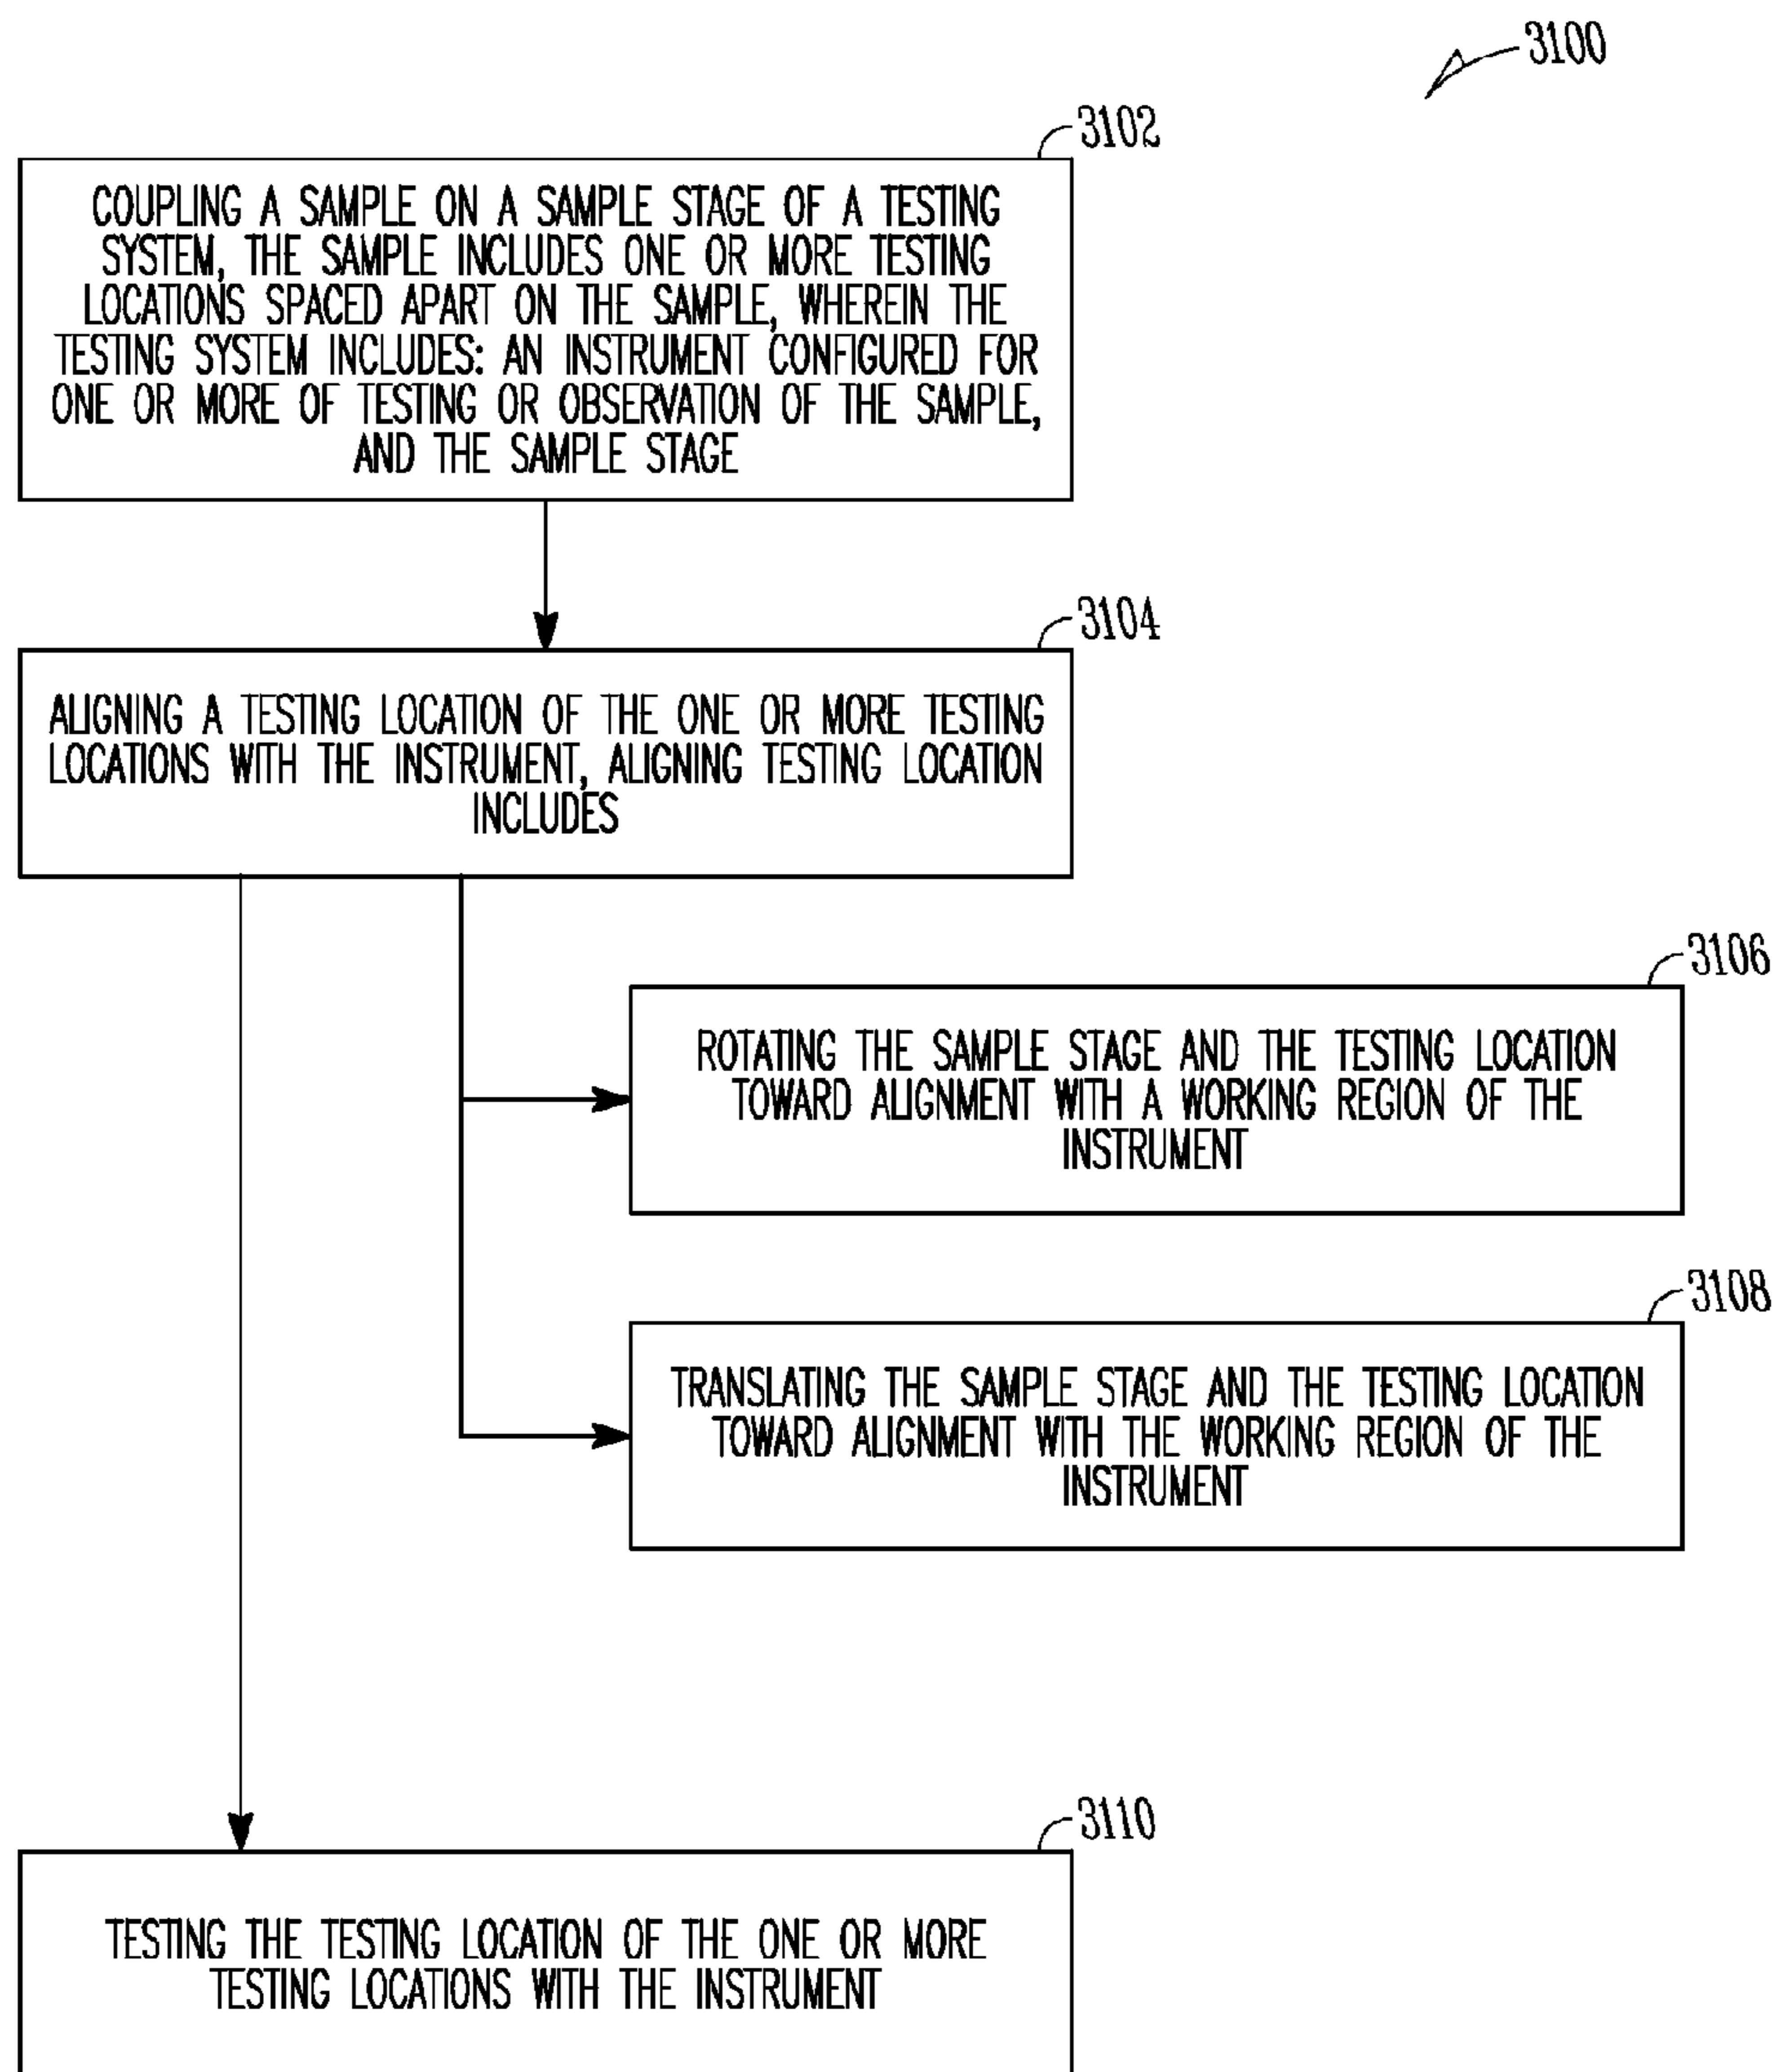 3100
3102
COUPLING A SAMPLE ON A SAMPLE STAGE OF A TESTING
SYSTEM, THE SAMPLE INCLUDES ONE OR MORE TESTING
LOCATIONS SPACED APART ON THE SAMPLE, WHEREIN THE
TESTING SYSTEM INCLUDES: AN INSTRUMENT CONFIGURED FOR
ONE OR MORE OF TESTING OR OBSERVATION OF THE SAMPLE,
AND THE SAMPLE STAGE
3104
ALIGNING A TESTING LOCATION OF THE ONE OR MORE TESTING
LOCATIONS WITH THE INSTRUMENT, ALIGNING TESTING LOCATION
INCLUDES
3106
ROTATING THE SAMPLE STAGE AND THE TESTING LOCATION
TOWARD ALIGNMENT WITH A WORKING REGION OF THE
INSTRUMENT
3108
TRANSLATING THE SAMPLE STAGE AND THE TESTING LOCATION
TOWARD ALIGNMENT WITH THE WORKING REGION OF THE
INSTRUMENT
3110
TESTING THE TESTING LOCATION OF THE ONE OR MORE
TESTING LOCATIONS WITH THE INSTRUMENT